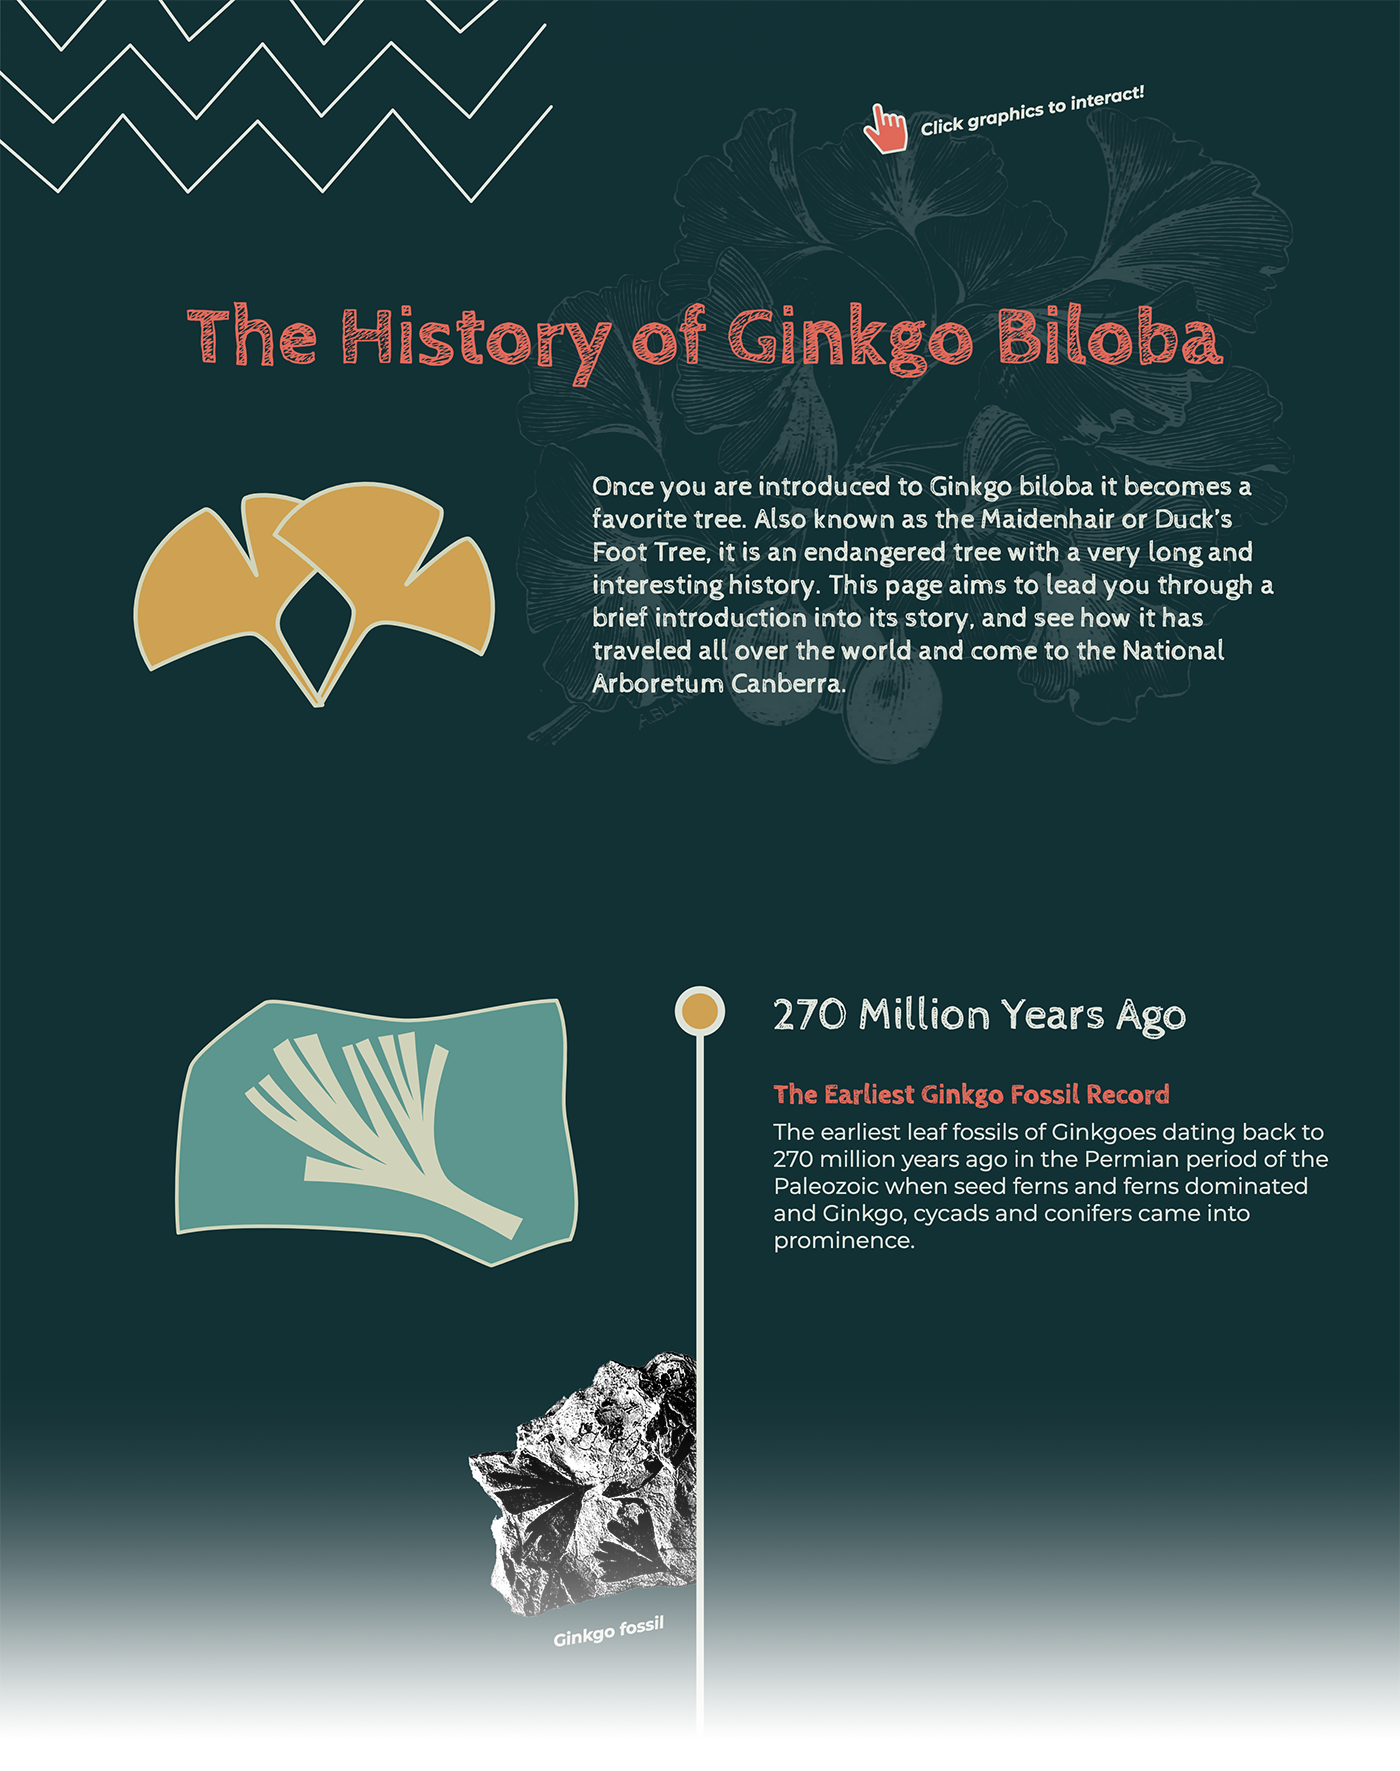 Click graphics to interact!
The History of Ginkgo Biloba
Once you are introduced to Ginkgo biloba it becomes a
favorite tree. Also known as the Maidenhair or Duck's
Foot Tree, it is an endangered tree with a very long and
interesting history. This page aims to lead you through a
brief introduction into its story, and see how it has
traveled all over the world and come to the National
Arboretum Canberra.
270 Million Years Ago
The Earliest Ginkgo Fossil Record
The earliest leaf fossils of Ginkgoes dating back to
270 million years ago in the Permian period of the
Paleozoic when seed ferns and ferns dominated
and Ginkgo, cycads and conifers came into
prominence.
Ginkgo fossil